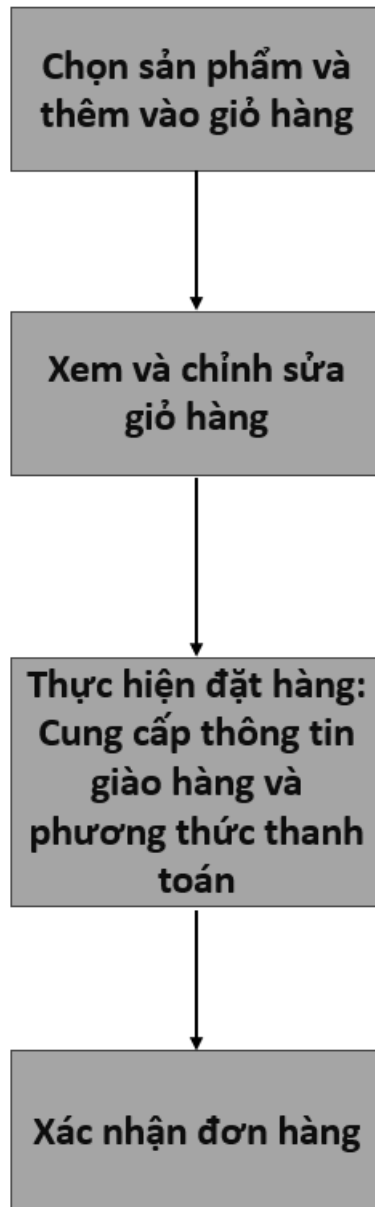 Chọn sản phẩm và
thêm vào giỏ hàng
Xem và chỉnh sửa
giỏ hàng
Thực hiện đặt hàng:
Cung cấp thông tin
giào hàng và
phương thức thanh
toán
Xác nhận đơn hàng